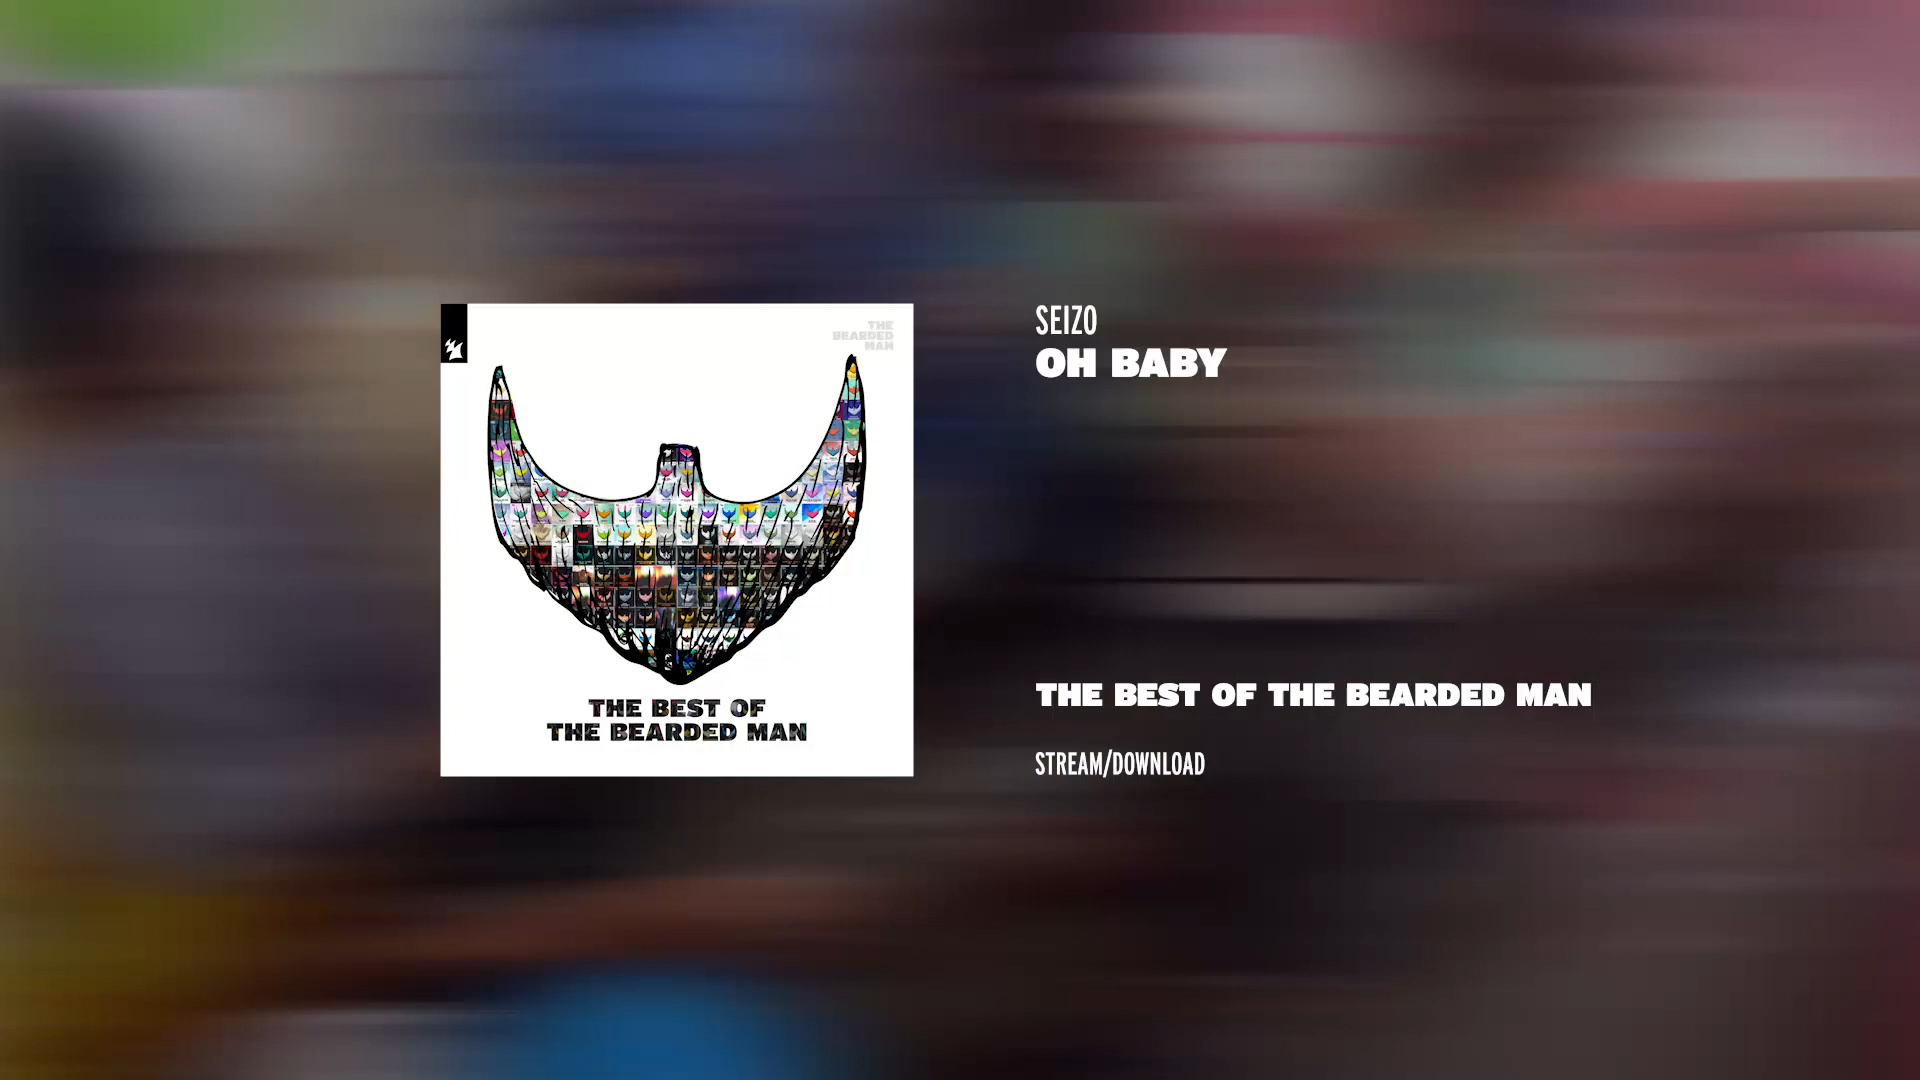 THE
BEARDED
MAN
THE BEST OF
THE BEARDED MAN
SEIZO
OH BABY
THE BEST OF THE BEARDED MAN
STREAM/DOWNLOAD